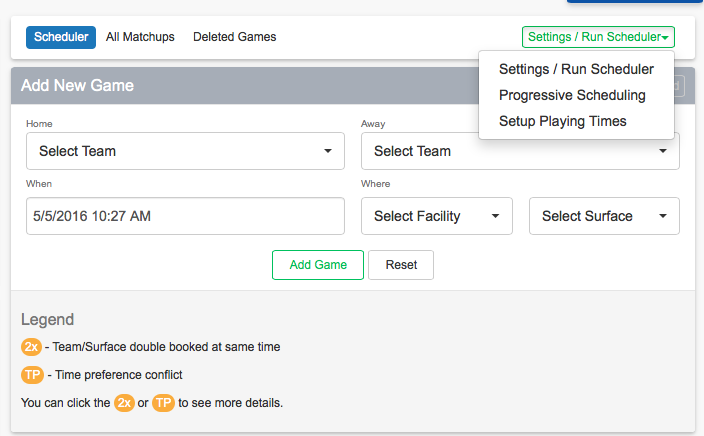 Scheduler All Matchups Deleted Games Settings / Run Scheduler
Settings / Run Scheduler
Progressive Scheduling
Setup Playing Times
Add New Game
Home Away
Select Team Select Team
When Where
5/5/2016 10:27 AM Select Facility Select Surface
Add Game Reset
Legend
2x - Team/Surface double booked at same time
TP - Time preference conflict
You can click the 2x or TP to see more details.